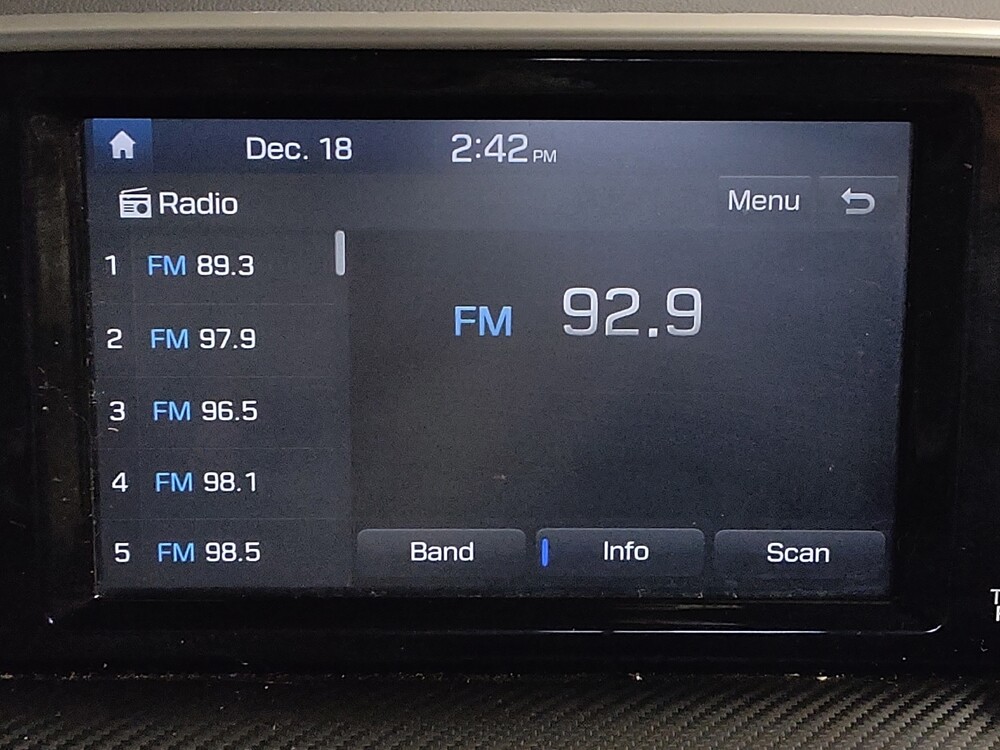 Dec. 18 2:42 PM
Radio Menu
1 FM 89.3
FM 92.9
2 FM 97.9
3 FM 96.5
4 FM 98.1
5 FM 98.5 Band Info Scan